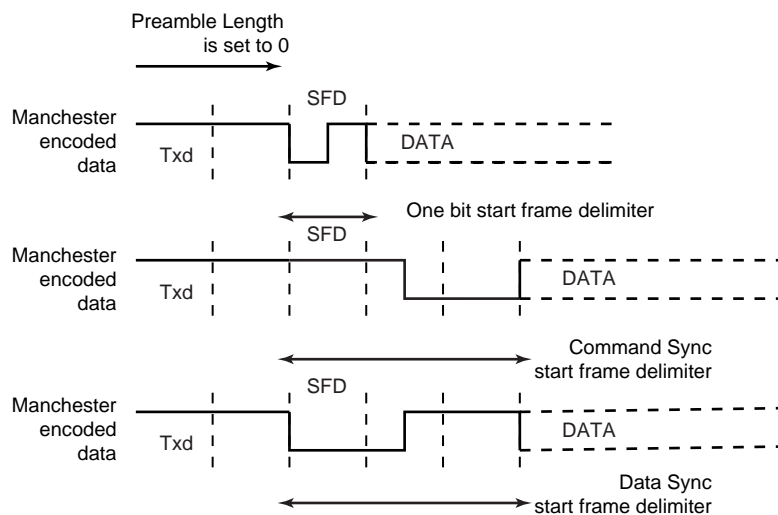 Preamble Length
is set to 0
SFD
Manchester
encoded
data
Txd
DATA
One bit start frame delimiter
SFD
Manchester
encoded
data
Txd
DATA
Command Sync
start frame delimiter
SFD
Manchester
encoded
data
Txd
DATA
Data Sync
start frame delimiter